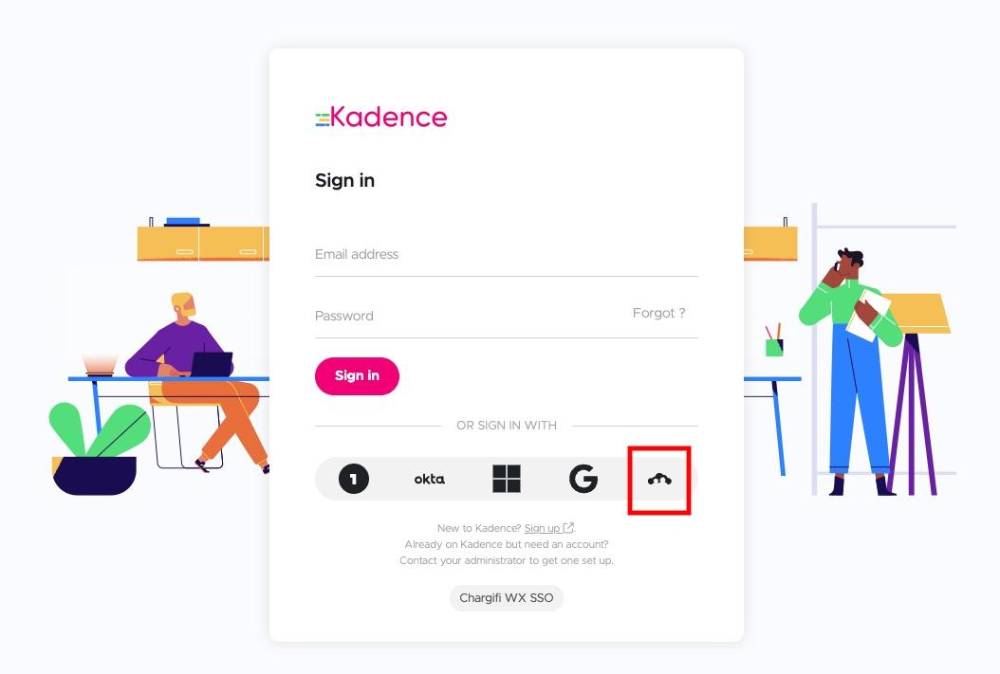 Kadence
Sign in
Email address
Password
Forgot ?
Sign in
OR SIGN IN WITH
1
okta
G
New to Kadence? Sign up.
Already on Kadence but need an account?
Contact your administrator to get one set up.
Chargifi WX SSO